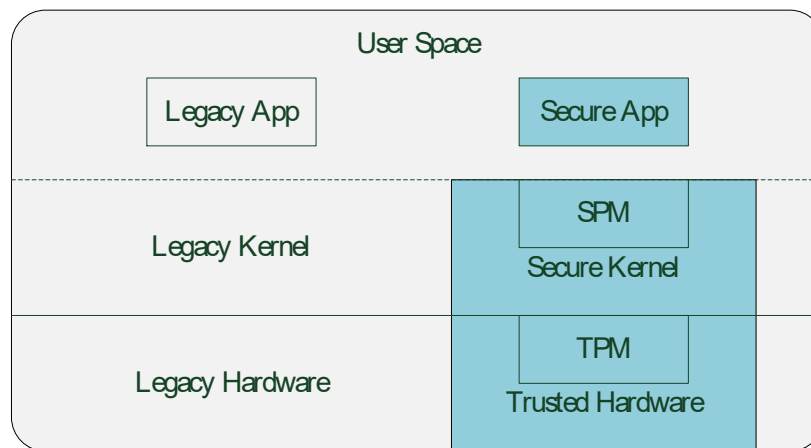 User Space
Legacy App
Secure App
SPM
Legacy Kernel
Secure Kernel
TPM
Legacy Hardware
Trusted Hardware